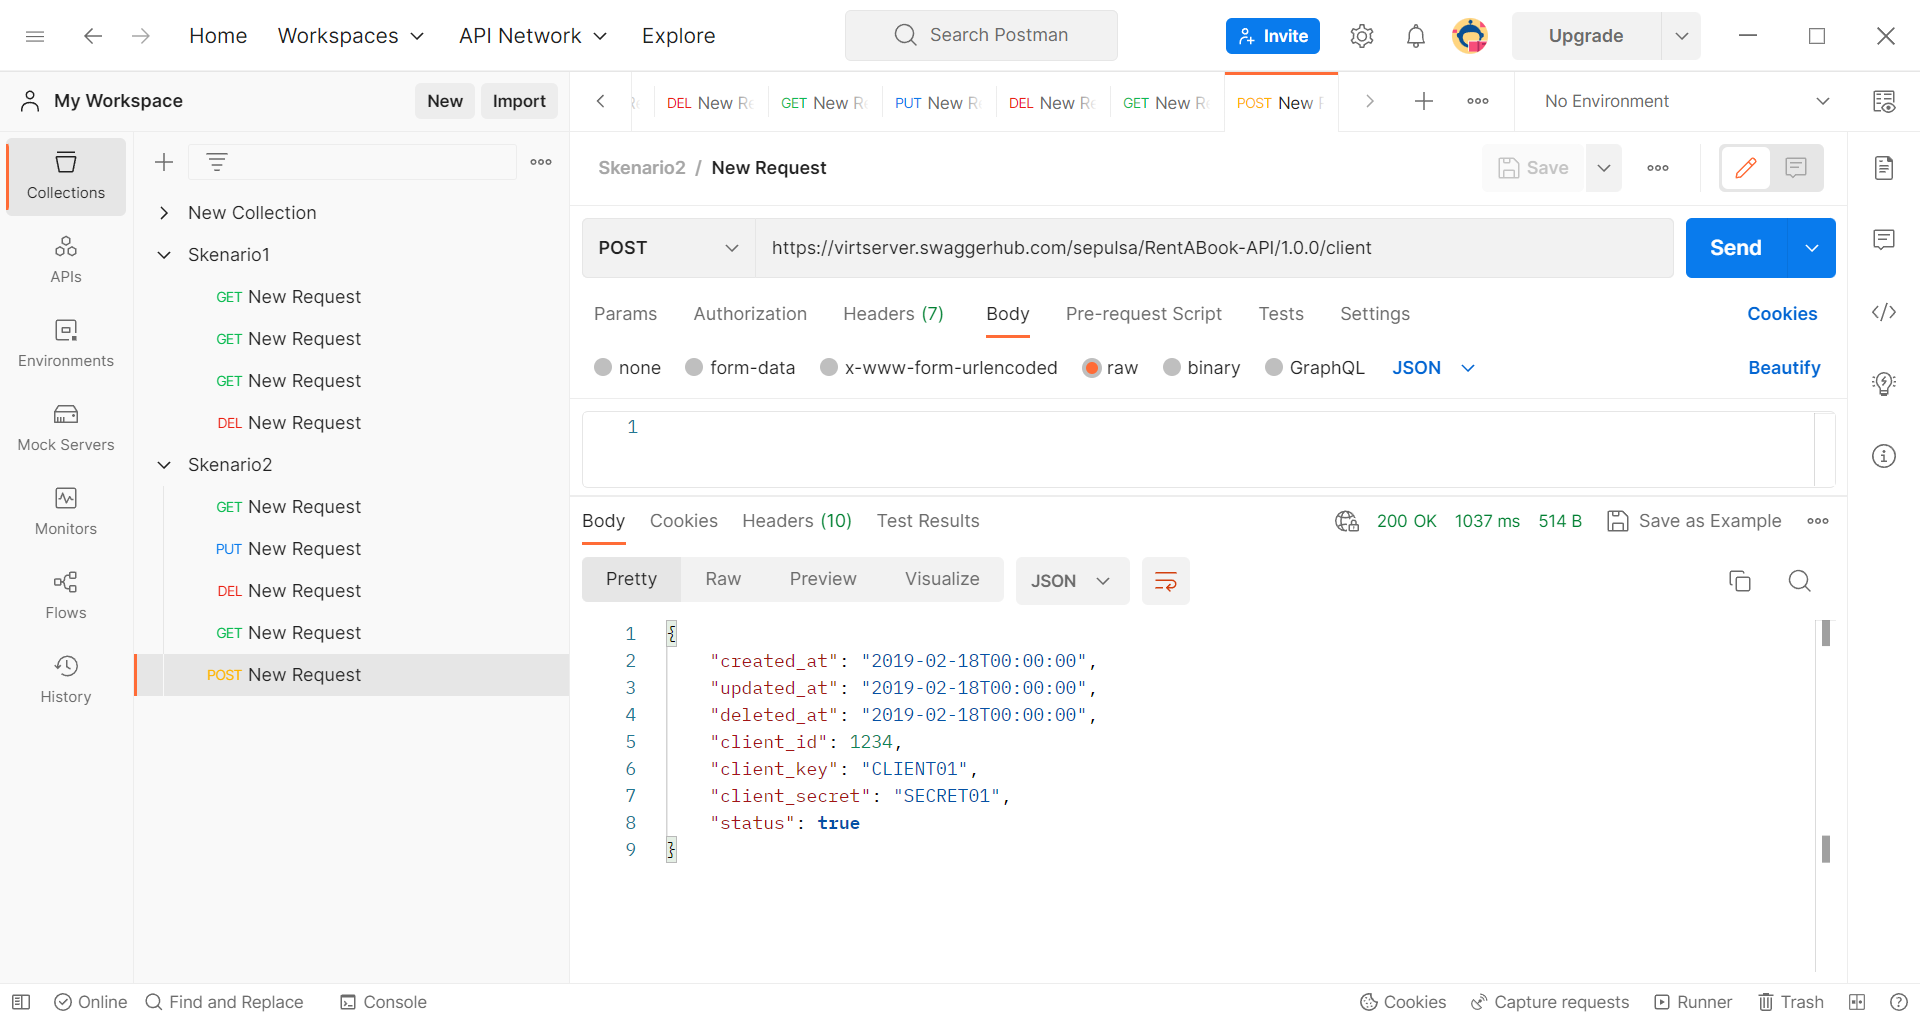 Home Workspaces API Network Explore Search Postman Invite Upgrade
My Workspace New Import
DEL New Re GET New R PUT New R DEL New Re GET New R POST New No Environment
Collections
APIs
Environments
Mock Servers
Monitors
Flows
History
New Collection
Skenario1
GET New Request
GET New Request
GET New Request
DEL New Request
Skenario2
GET New Request
PUT New Request
DEL New Request
GET New Request
POST New Request
Skenario2 / New Request Save
POST https://virtserver.swaggerhub.com/sepulsa/RentABook-API/1.0.0/client Send
Params Authorization Headers (7) Body Pre-request Script Tests Settings Cookies
none form-data x-www-form-urlencoded raw binary GraphQL JSON Beautify
1
Body Cookies Headers (10) Test Results 200 OK 1037 ms 514 B Save as Example
Pretty Raw Preview Visualize JSON
1 {
2 "created_at": "2019-02-18T00:00:00",
3 "updated_at": "2019-02-18T00:00:00",
4 "deleted_at": "2019-02-18T00:00:00",
5 "client_id": 1234,
6 "client_key": "CLIENT01",
7 "client_secret": "SECRET01",
8 "status": true
9 }
Online Find and Replace Console Cookies Capture requests Runner Trash